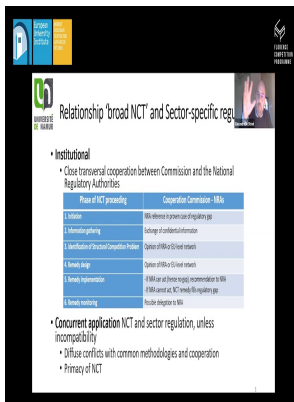 European
University
Institute
FLORENCE
COMPETITION
PROGRAMME
UNIVERSITÉ
DE NAMUR
Relationship 'broad NCT' and Sector-specific regu
• Institutional
• Close transversal cooperation between Commission and the National
Regulatory Authorities
Phase of NCT proceeding Cooperation Commission - NRAs
1. Initiation NRA reference in proven case of regulatory gap
2. Information gathering Exchange of confidential information
3. Identification of Structural Competition Problem Opinion of NRA or EU-level network
4. Remedy design Opinion of NRA or EU-level network
5. Remedy implementation - If NRA can act (hence no gap), recommendation to NRA
- If NRA cannot act, NCT remedy fills regulatory gap
6. Remedy monitoring Possible delegation to NRA
• Concurrent application NCT and sector regulation, unless
incompatibility
• Diffuse conflicts with common methodologies and cooperation
• Primacy of NCT